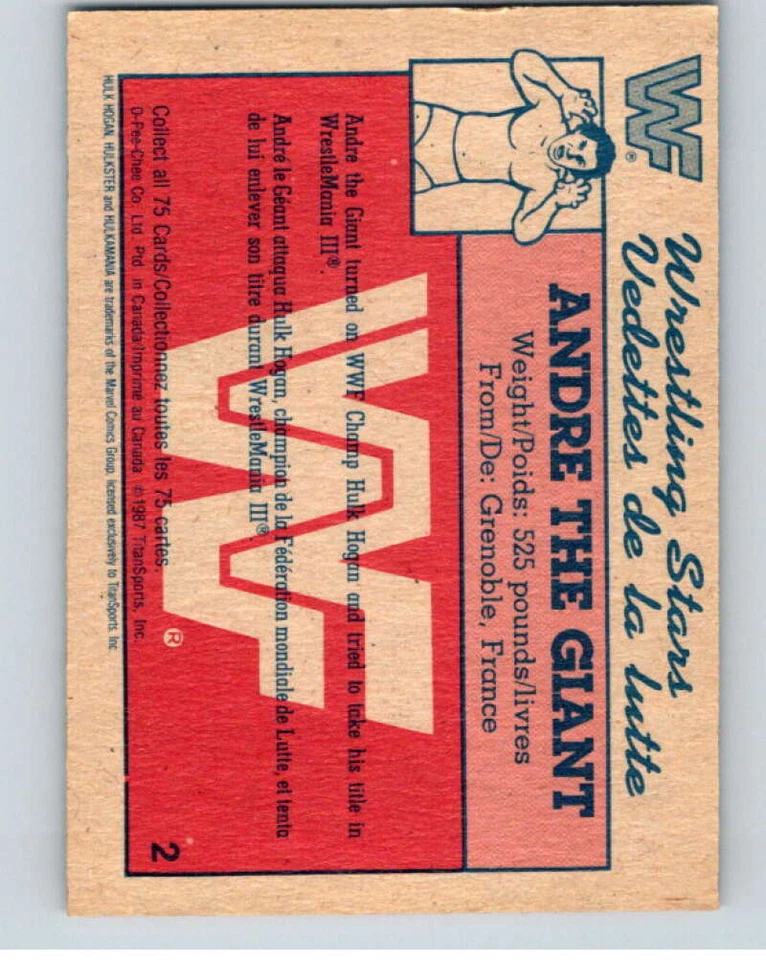 WF
®
Wrestling Stars
Vedettes de la lutte
ANDRE THE GIANT
Weight/Poids: 525 pounds/livres
From/De: Grenoble, France
Andre the Giant turned on WWF Champ Hulk Hogan and tried to take his title in
WrestleMania III®.
André le Géant attaqua Hulk Hogan, champion de la Fédération mondiale de Lutte, et tenta
de lui enlever son titre durant WrestleMania III®.
®
Collect all 75 Cards/Collectionnez toutes les 75 cartes.
O-Pee-Chee Co. Ltd. Ptd. in Canada/Imprimé au Canada ©1987 TitanSports, Inc.
2
HULK HOGAN, HULKSTER and HULKAMANIA are trademarks of the Marvel Comics Group, licensed exclusively to TitanSports, Inc.